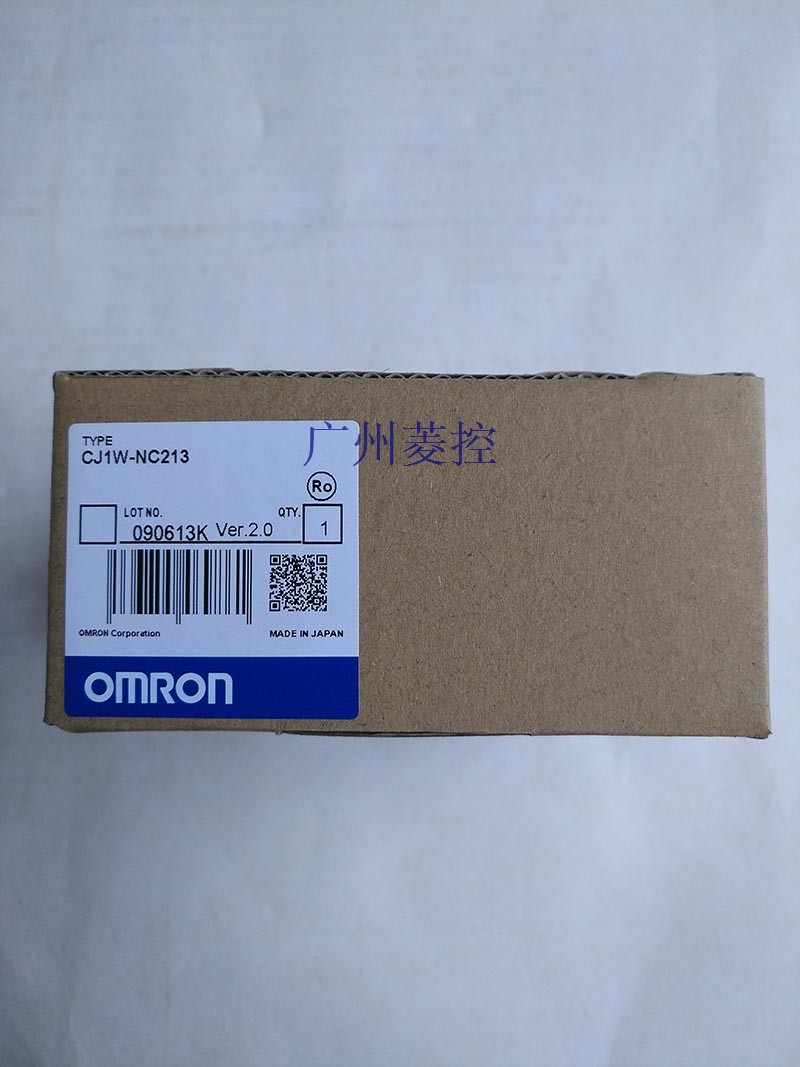 广州菱控
TYPE
CJ1W-NC213
Ro
LOT NO.
QTY.
090613K Ver.2.0
1
OMRON Corporation
MADE IN JAPAN
OMRON